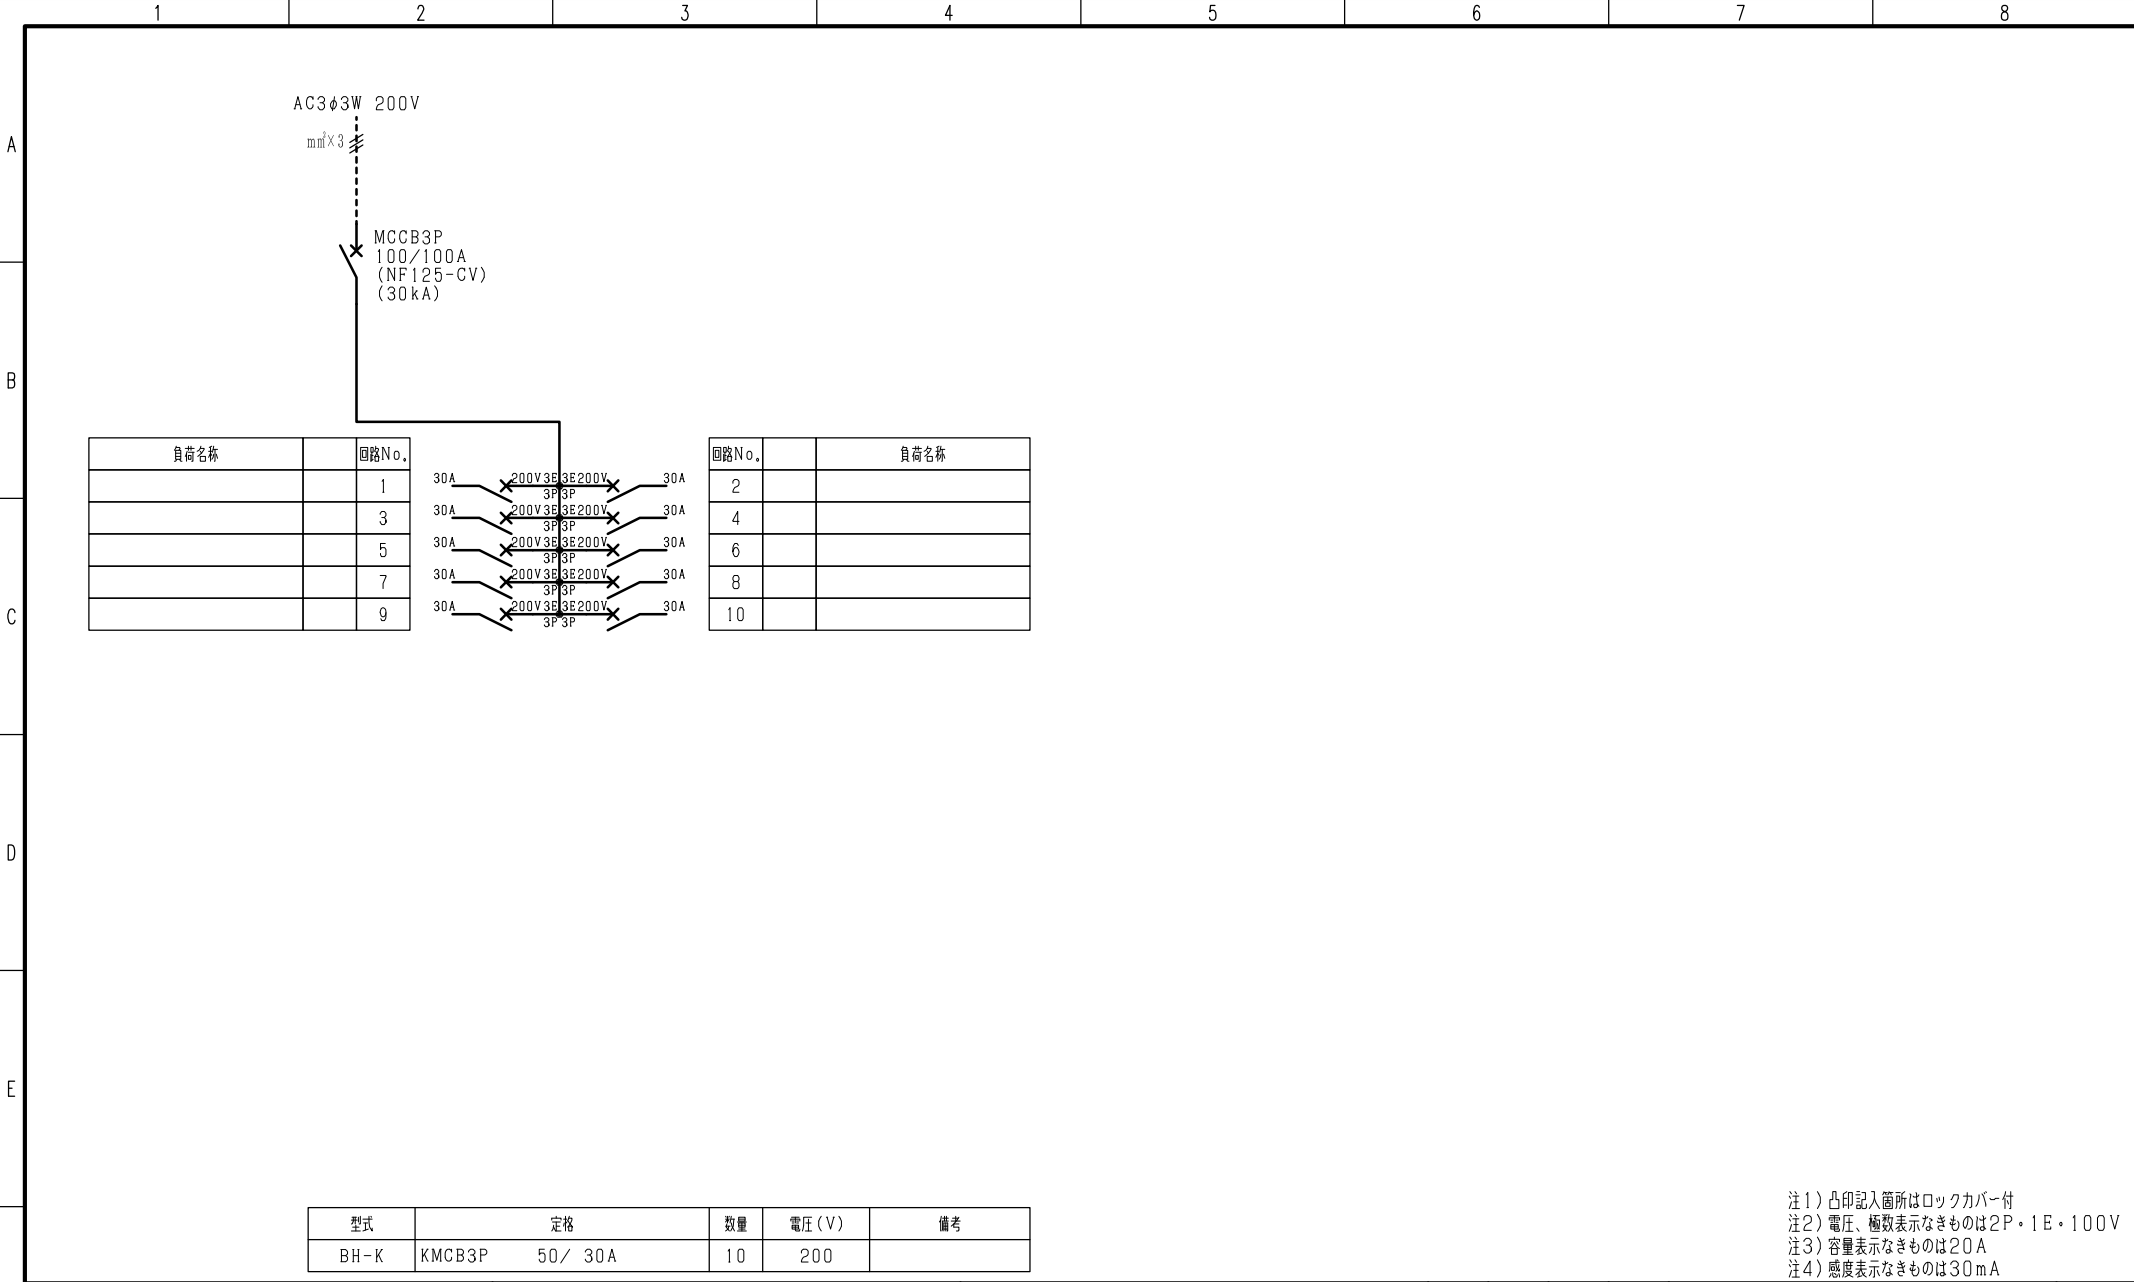 1 2 3 4 5 6 7 8
A
AC3φ3W 200V
mm²×3
MCCB3P
100/100A
(NF125-CV)
(30kA)
B
負荷名称 回路No. 回路No. 負荷名称
1 30A 200V3E 3E200V 30A 2
3P 3P
3 30A 200V3E 3E200V 30A 4
3P 3P
5 30A 200V3E 3E200V 30A 6
3P 3P
7 30A 200V3E 3E200V 30A 8
3P 3P
C
9 30A 200V3E 3E200V 30A 10
3P 3P
D
E
型式 定格 数量 電圧(V) 備考
BH-K KMCB3P 50/ 30A 10 200
注1)凸印記入箇所はロックカバー付
注2)電圧、極数表示なきものは2P・1E・100V
注3)容量表示なきものは20A
注4)感度表示なきものは30mA